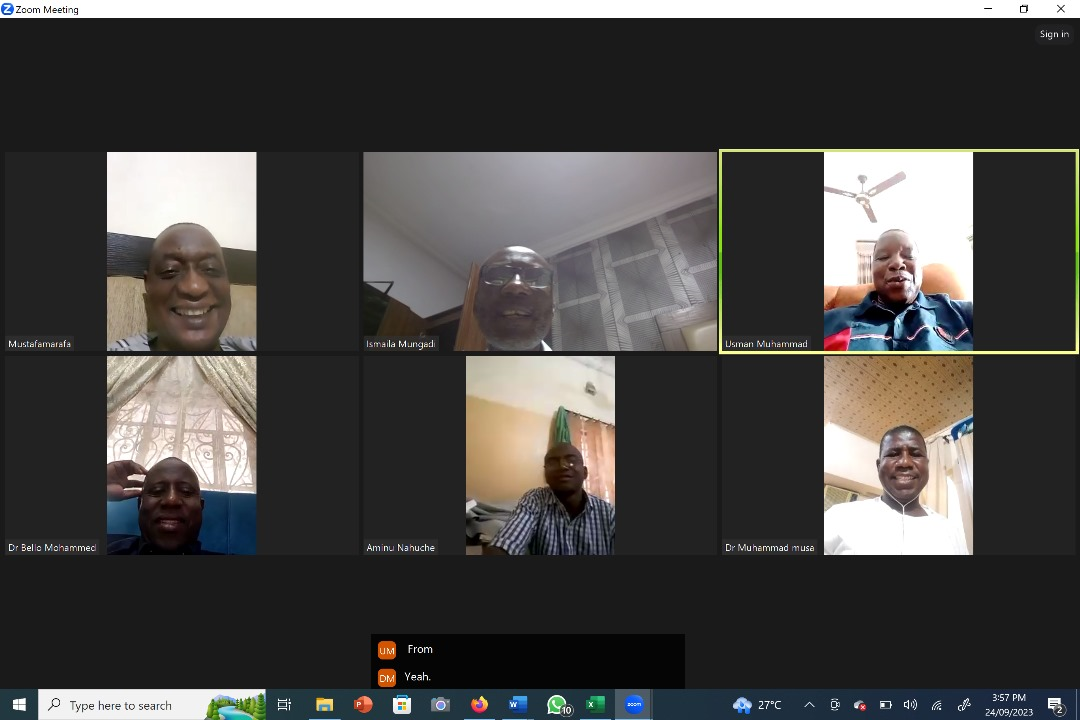 Zoom Meeting
Sign in
Mustafamarafa
Ismaila Mungadi
Usman Muhammad
Dr Bello Mohammed
Aminu Nahuche
Dr Muhammad musa
UM From
DM Yeah.
Type here to search
10
zoom
27°C
3:57 PM
24/09/2023
2